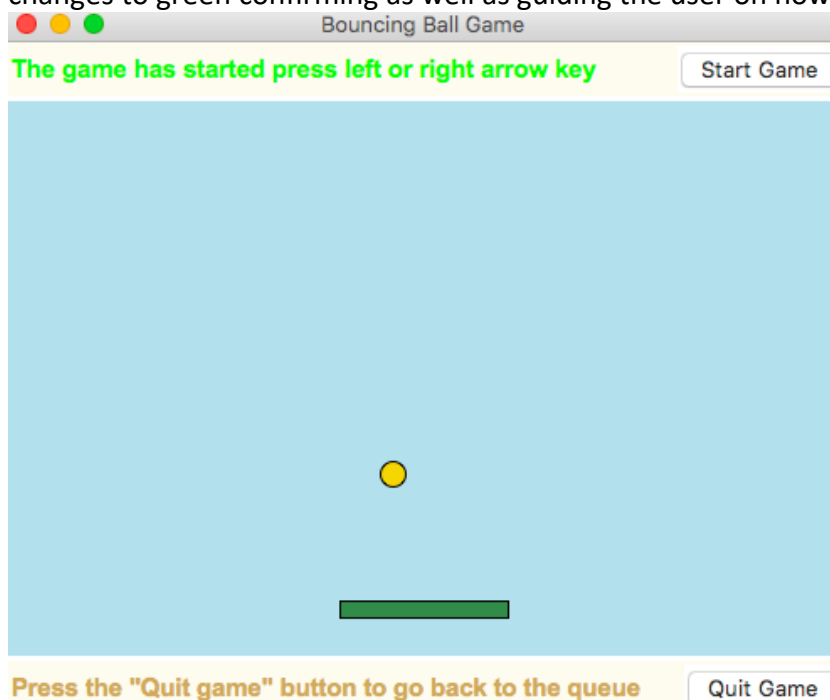 changes to green confirming as well as guiding the user on how
Bouncing Ball Game
The game has started press left or right arrow key
Start Game
Press the "Quit game" button to go back to the queue
Quit Game